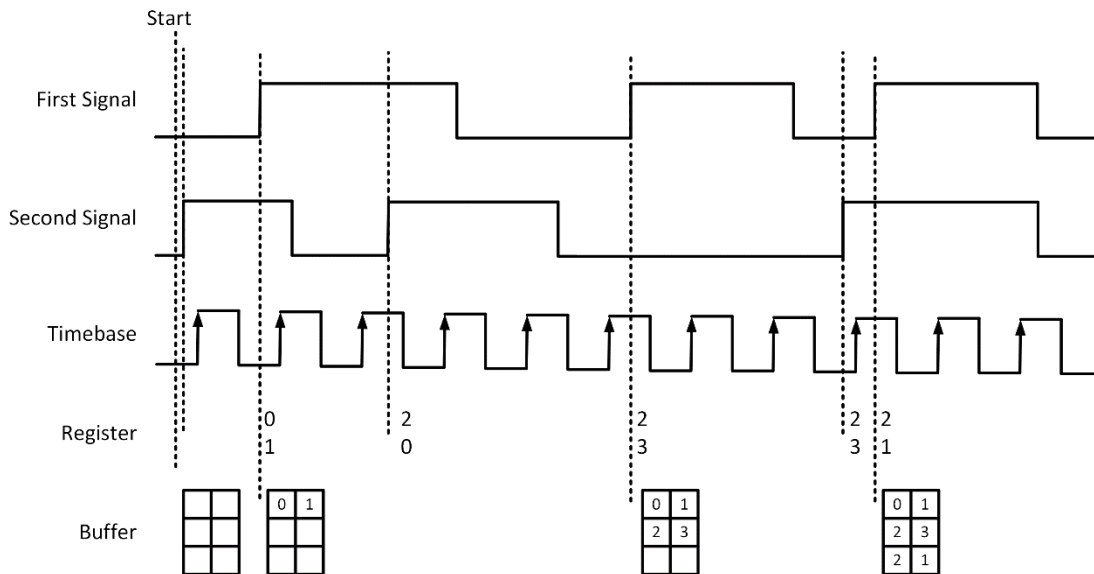 Start
First Signal
Second Signal
Timebase
Register
0 2 2 2 2
1 0 3 3 1
Buffer
0 1 0 1 0 1
2 3 2 3
2 1